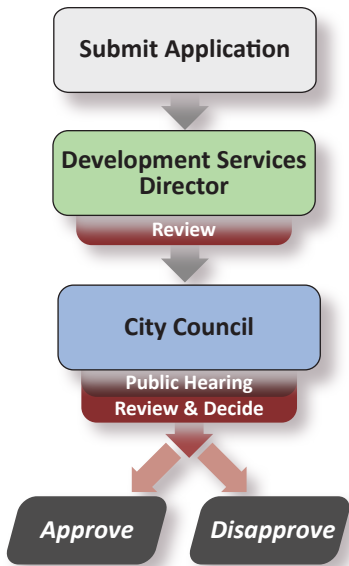 Submit Application
Development Services
Director
Review
City Council
Public Hearing
Review & Decide
Approve
Disapprove